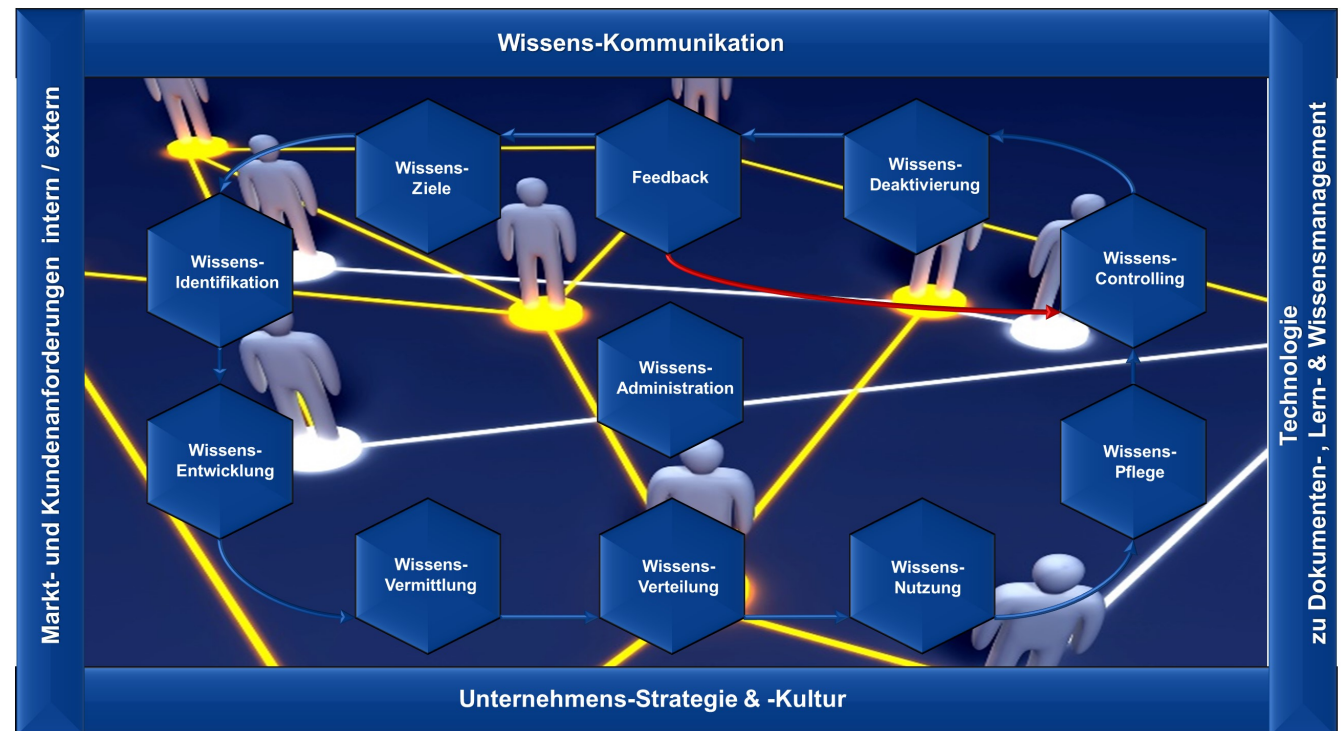 Wissens-Kommunikation
Markt- und Kundenanforderungen intern / extern
Wissens-
Ziele
Feedback
Wissens-
Deaktivierung
Wissens-
Identifikation
Wissens-
Controlling
Wissens-
Administration
Wissens-
Entwicklung
Wissens-
Pflege
Wissens-
Vermittlung
Wissens-
Verteilung
Wissens-
Nutzung
Technologie
zu Dokumenten- , Lern- & Wissensmanagement
Unternehmens-Strategie & -Kultur